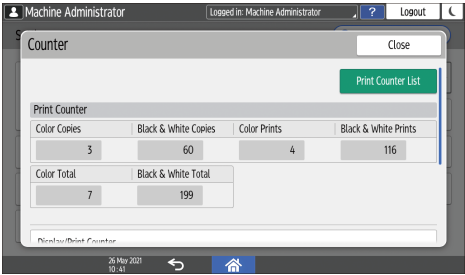 Machine Administrator
Logged in: Machine Administrator
?
Logout
Counter
Close
Print Counter List
Print Counter
Color Copies Black & White Copies Color Prints Black & White Prints
3 60 4 116
Color Total Black & White Total
7 199
Display/Print Counter
26 May 2021
10:41